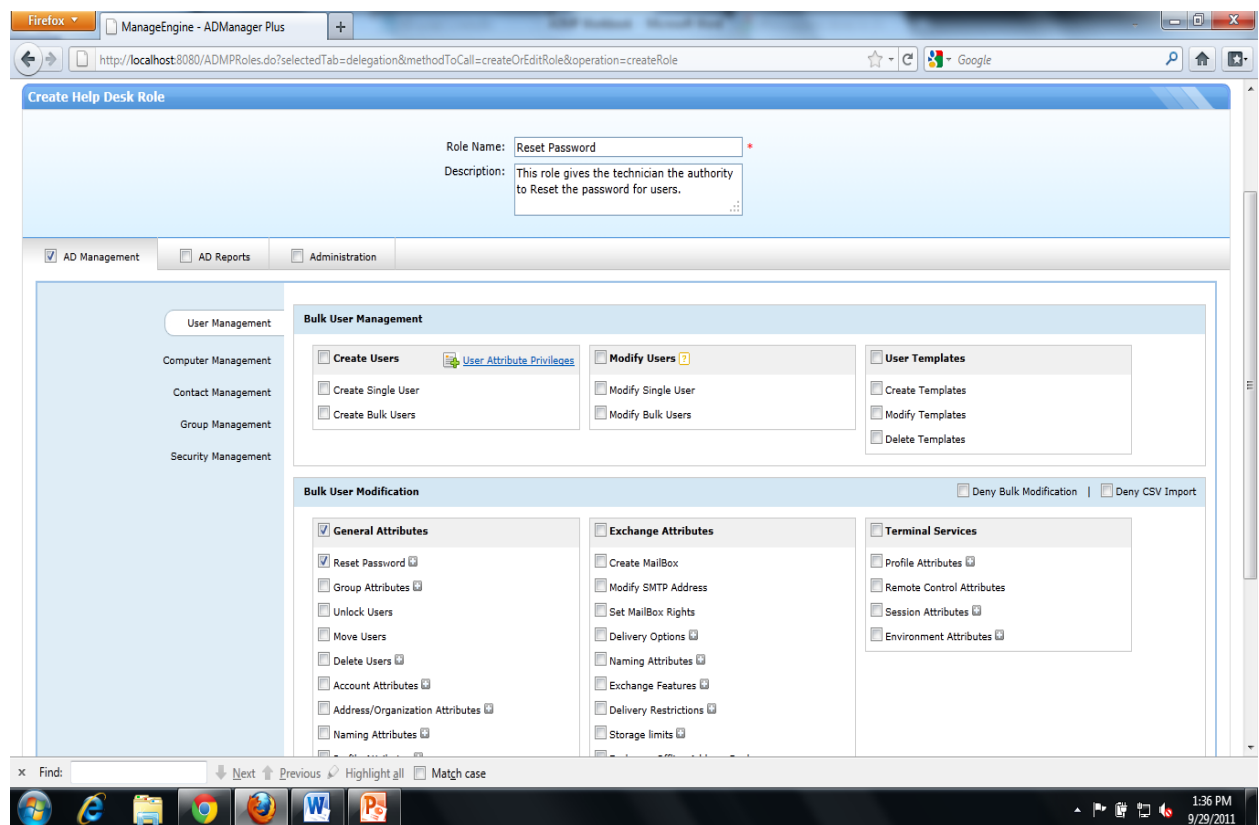 Firefox
ManageEngine - ADManager Plus
http://localhost:8080/ADMPRoles.do?selectedTab=delegation&methodToCall=createOrEditRole&operation=createRole
Google
Create Help Desk Role
Role Name: Reset Password *
Description: This role gives the technician the authority
to Reset the password for users.
AD Management AD Reports Administration
User Management
Computer Management
Contact Management
Group Management
Security Management
Bulk User Management
Create Users User Attribute Privileges
Create Single User
Create Bulk Users
Modify Users ?
Modify Single User
Modify Bulk Users
User Templates
Create Templates
Modify Templates
Delete Templates
Bulk User Modification Deny Bulk Modification | Deny CSV Import
General Attributes
Reset Password
Group Attributes
Unlock Users
Move Users
Delete Users
Account Attributes
Address/Organization Attributes
Naming Attributes
Exchange Attributes
Create MailBox
Modify SMTP Address
Set MailBox Rights
Delivery Options
Naming Attributes
Exchange Features
Delivery Restrictions
Storage limits
Terminal Services
Profile Attributes
Remote Control Attributes
Session Attributes
Environment Attributes
x Find: Next Previous Highlight all Match case
1:36 PM
9/29/2011